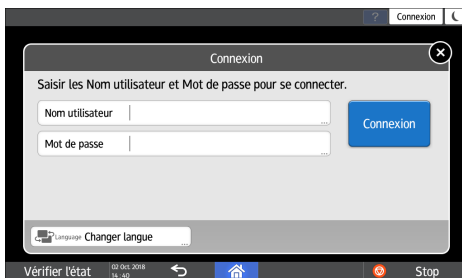 ? Connexion
Connexion
Saisir les Nom utilisateur et Mot de passe pour se connecter.
Nom utilisateur
...
Connexion
Mot de passe
...
Language Changer langue
...
Vérifier l'état
02 Oct. 2018
14:40
Stop